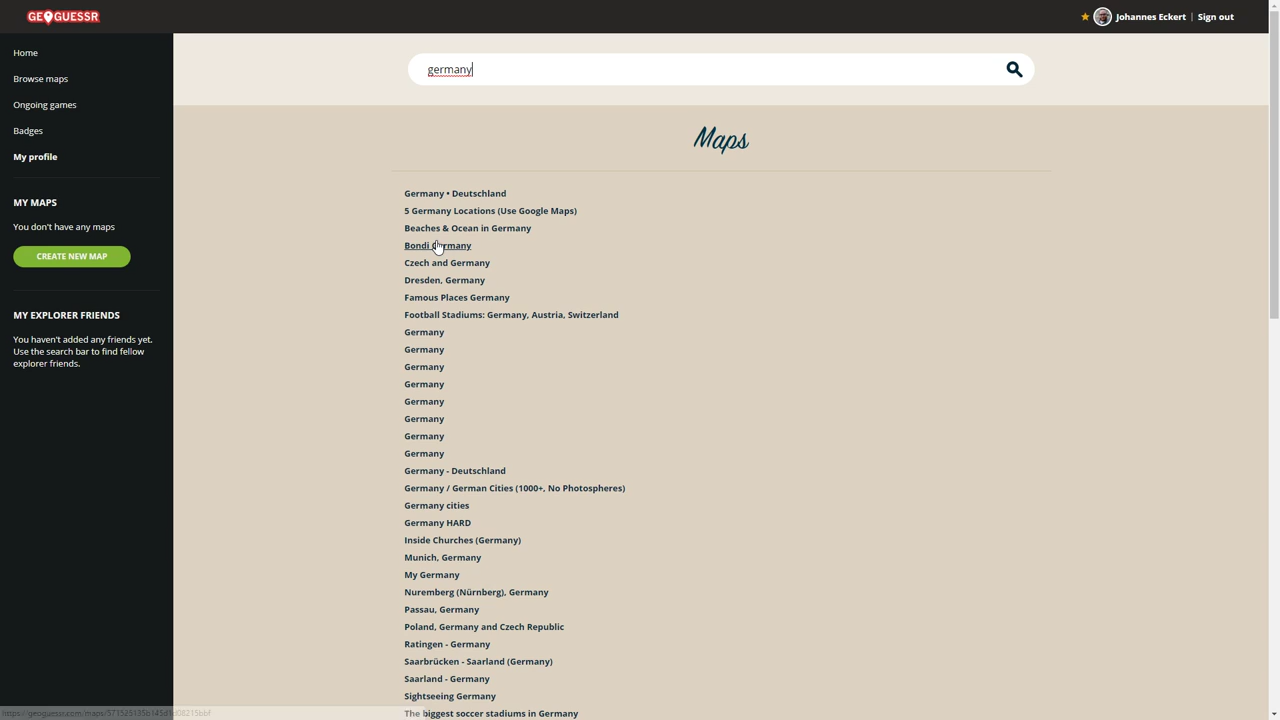 GEOGUESSR
Johannes Eckert | Sign out
Home
Browse maps
Ongoing games
Badges
My profile
MY MAPS
You don't have any maps
CREATE NEW MAP
MY EXPLORER FRIENDS
You haven't added any friends yet.
Use the search bar to find fellow
explorer friends.
germany
Maps
Germany • Deutschland
5 Germany Locations (Use Google Maps)
Beaches & Ocean in Germany
Bondi Germany
Czech and Germany
Dresden, Germany
Famous Places Germany
Football Stadiums: Germany, Austria, Switzerland
Germany
Germany
Germany
Germany
Germany
Germany
Germany
Germany
Germany - Deutschland
Germany / German Cities (1000+, No Photospheres)
Germany cities
Germany HARD
Inside Churches (Germany)
Munich, Germany
My Germany
Nuremberg (Nürnberg), Germany
Passau, Germany
Poland, Germany and Czech Republic
Ratingen - Germany
Saarbrücken - Saarland (Germany)
Saarland - Germany
Sightseeing Germany
The biggest soccer stadiums in Germany